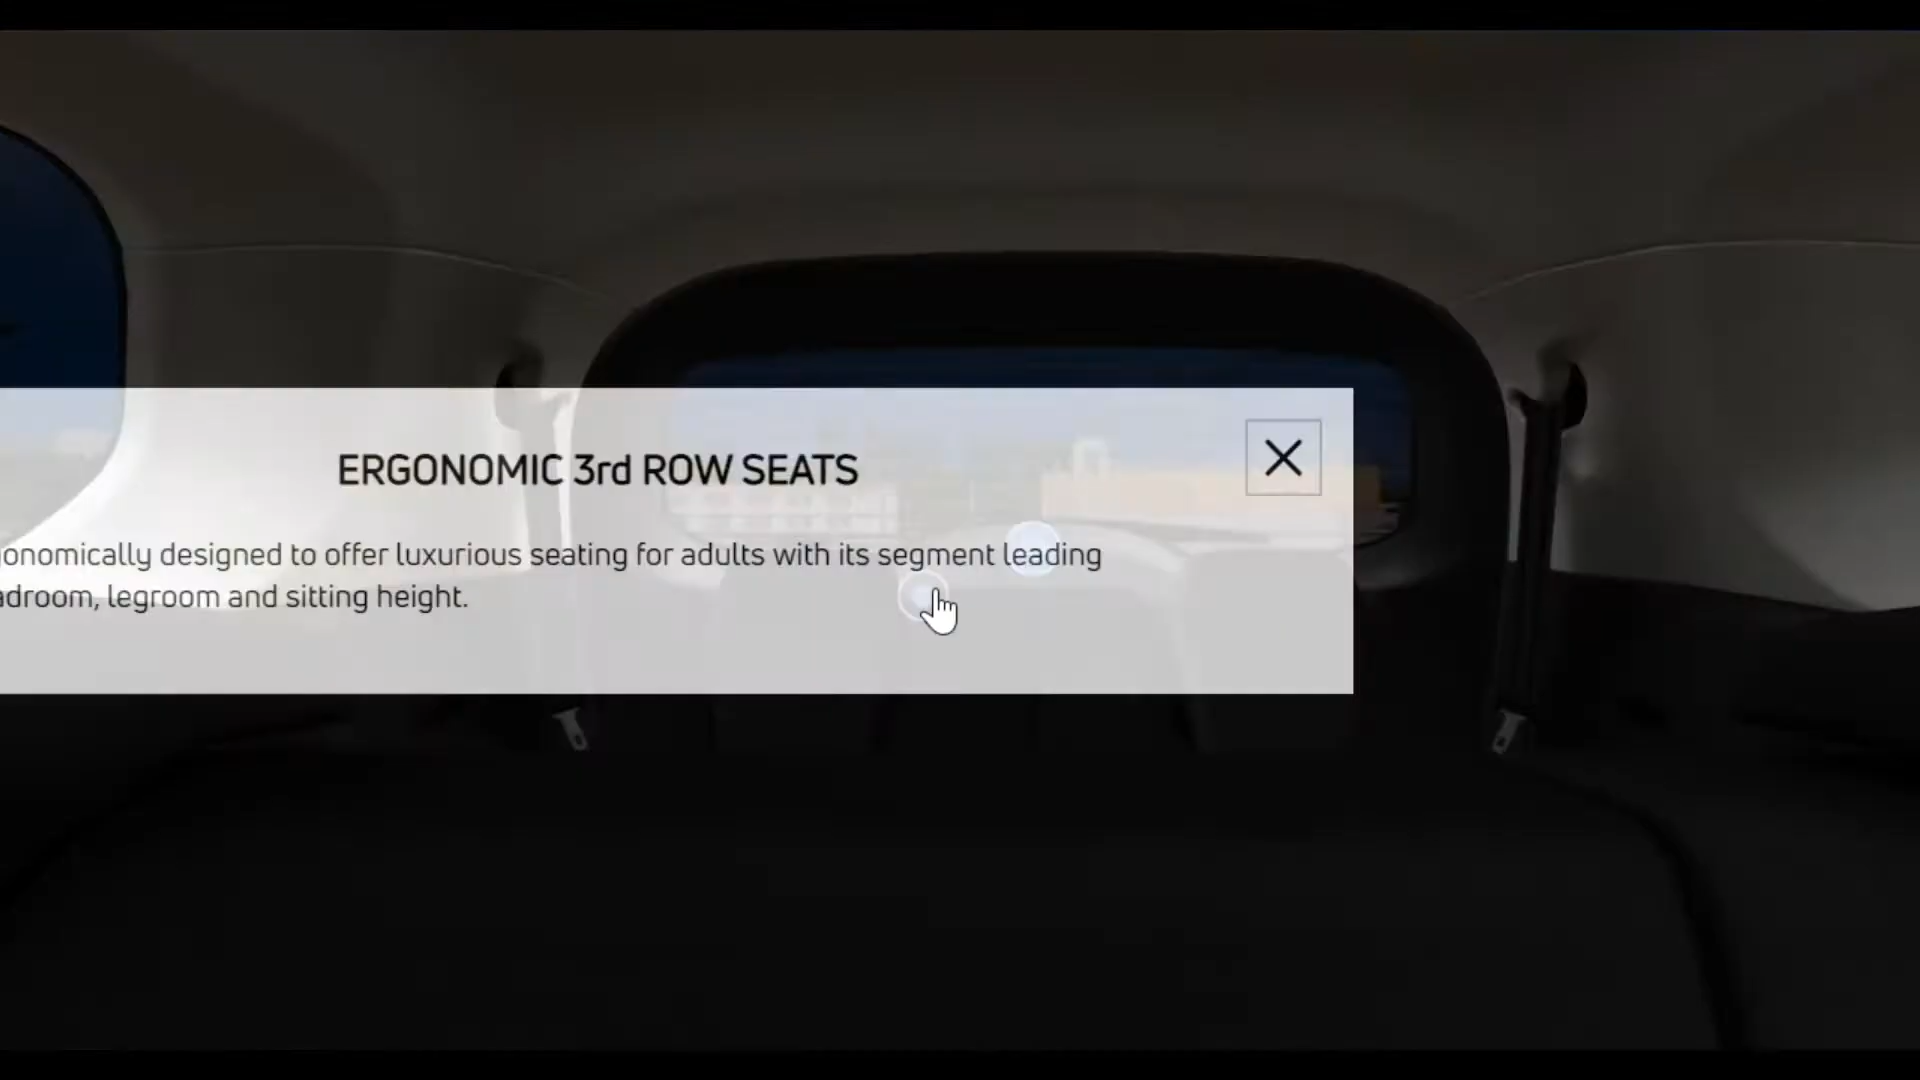 ERGONOMIC 3rd ROW SEATS
onomically designed to offer luxurious seating for adults with its segment leading
adroom, legroom and sitting height.